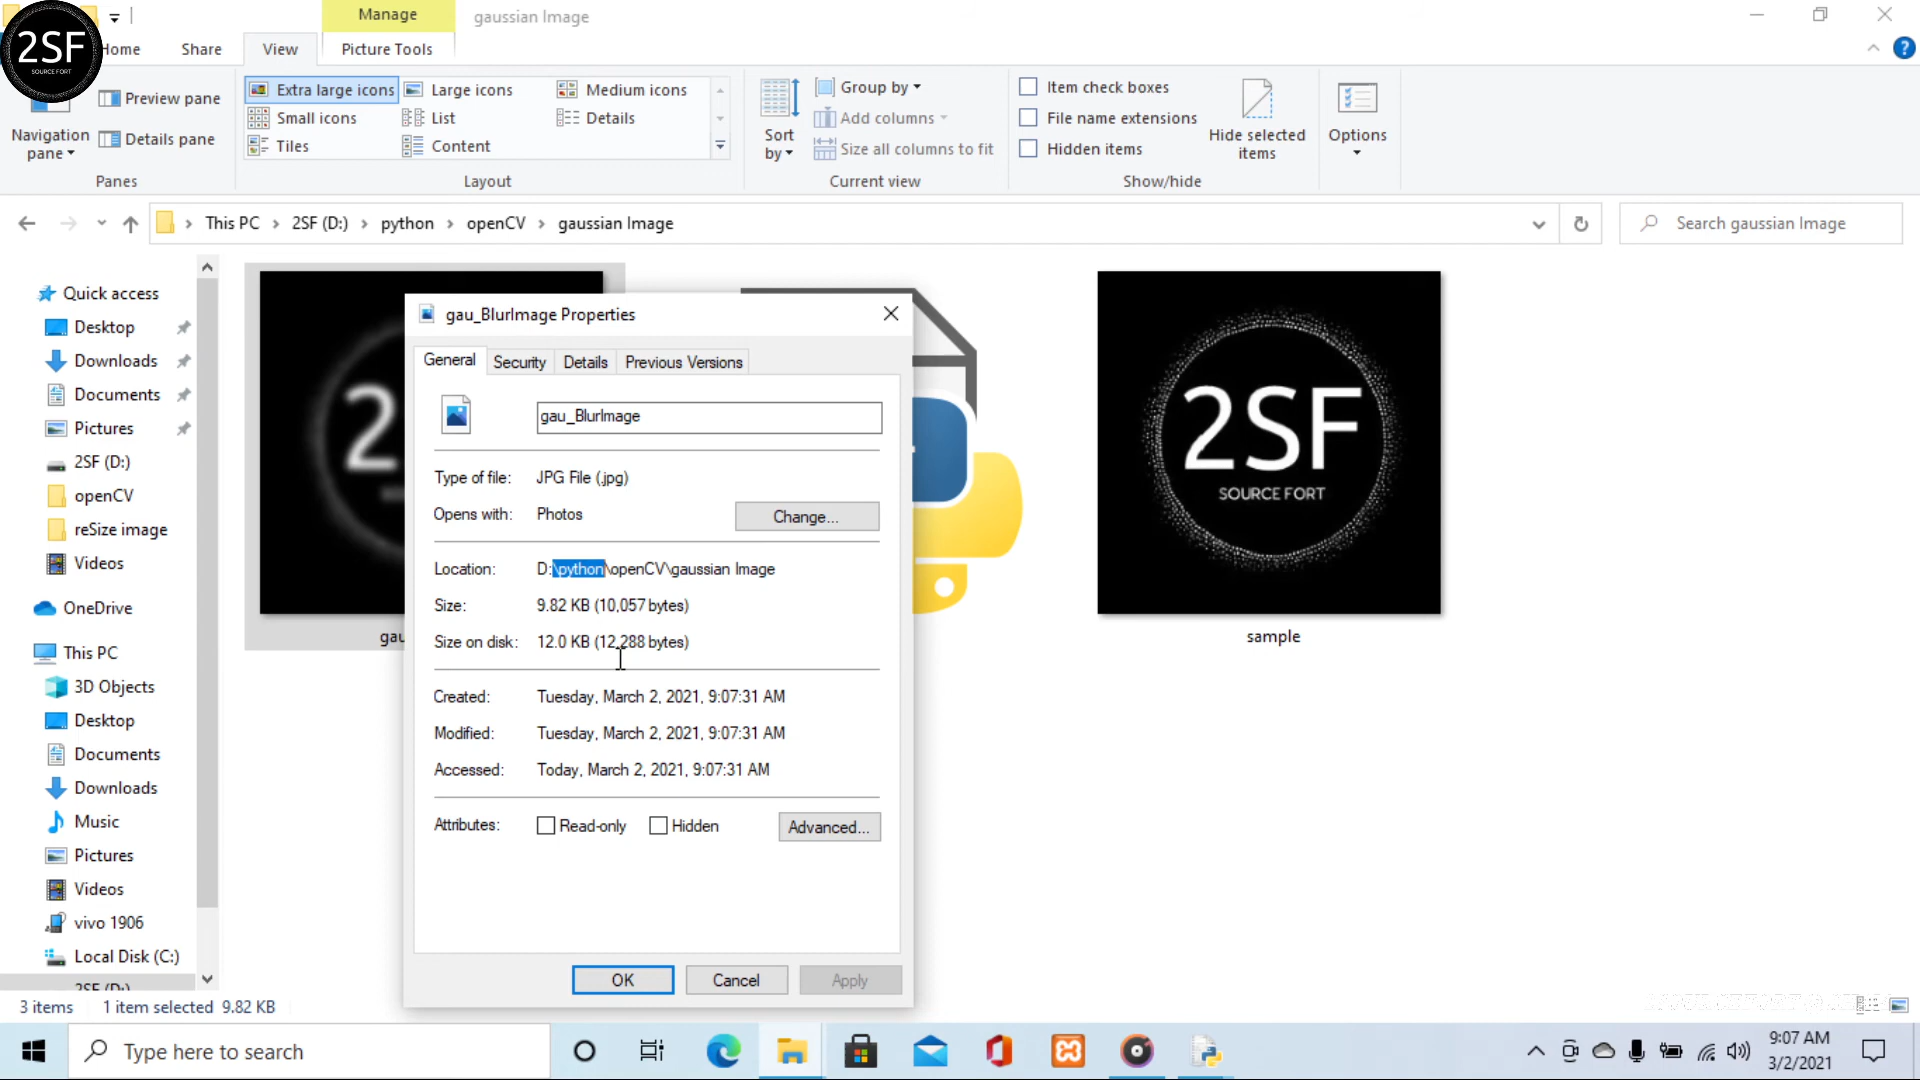 Manage
gaussian Image
2SF
SOURCE FORT
Home
Share
View
Picture Tools
Navigation pane
Preview pane
Details pane
Panes
Extra large icons
Large icons
Medium icons
Small icons
List
Details
Tiles
Content
Layout
Sort by
Group by
Add columns
Size all columns to fit
Current view
Item check boxes
File name extensions
Hidden items
Hide selected items
Show/hide
Options
This PC
2SF (D:)
python
openCV
gaussian Image
Search gaussian Image
Quick access
Desktop
Downloads
Documents
Pictures
2SF (D:)
openCV
reSize image
Videos
OneDrive
This PC
3D Objects
Desktop
Documents
Downloads
Music
Pictures
Videos
vivo 1906
Local Disk (C:)
2SF (D:)
2
gau
gau_BlurImage Properties
General
Security
Details
Previous Versions
gau_BlurImage
Type of file: JPG File (.jpg)
Opens with: Photos
Change...
Location: D:\python\openCV\gaussian Image
Size: 9.82 KB (10,057 bytes)
Size on disk: 12.0 KB (12,288 bytes)
Created: Tuesday, March 2, 2021, 9:07:31 AM
Modified: Tuesday, March 2, 2021, 9:07:31 AM
Accessed: Today, March 2, 2021, 9:07:31 AM
Attributes: Read-only Hidden
Advanced...
OK
Cancel
Apply
2SF
SOURCE FORT
sample
3 items
1 item selected 9.82 KB
Type here to search
9:07 AM
3/2/2021